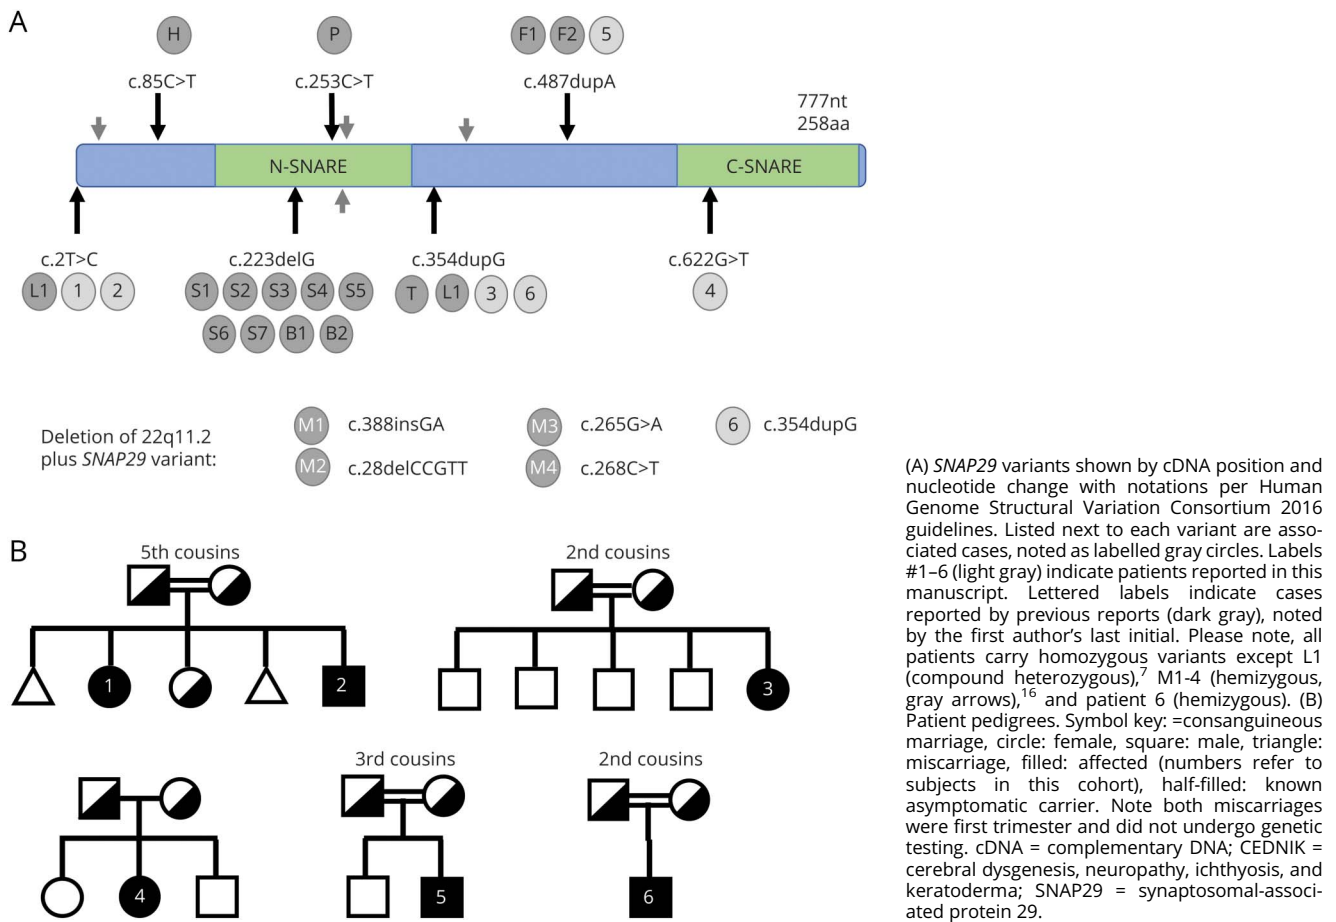 A
H
P
F1 F2 5
c.85C>T
c.253C>T
c.487dupA
777nt
258aa
N-SNARE
C-SNARE
c.2T>C
c.223delG
c.354dupG
c.622G>T
L1 1 2
S1 S2 S3 S4 S5
T L1 3 6
4
S6 S7 B1 B2
Deletion of 22q11.2
plus SNAP29 variant:
M1 c.388insGA
M3 c.265G>A
6 c.354dupG
M2 c.28delCCGTT
M4 c.268C>T
B
5th cousins
2nd cousins
1
2
3
3rd cousins
2nd cousins
4
5
6
(A) SNAP29 variants shown by cDNA position and
nucleotide change with notations per Human
Genome Structural Variation Consortium 2016
guidelines. Listed next to each variant are asso-
ciated cases, noted as labelled gray circles. Labels
#1–6 (light gray) indicate patients reported in this
manuscript. Lettered labels indicate cases
reported by previous reports (dark gray), noted
by the first author's last initial. Please note, all
patients carry homozygous variants except L1
(compound heterozygous),7 M1-4 (hemizygous,
gray arrows),16 and patient 6 (hemizygous). (B)
Patient pedigrees. Symbol key: =consanguineous
marriage, circle: female, square: male, triangle:
miscarriage, filled: affected (numbers refer to
subjects in this cohort), half-filled: known
asymptomatic carrier. Note both miscarriages
were first trimester and did not undergo genetic
testing. cDNA = complementary DNA; CEDNIK =
cerebral dysgenesis, neuropathy, ichthyosis, and
keratoderma; SNAP29 = synaptosomal-associ-
ated protein 29.